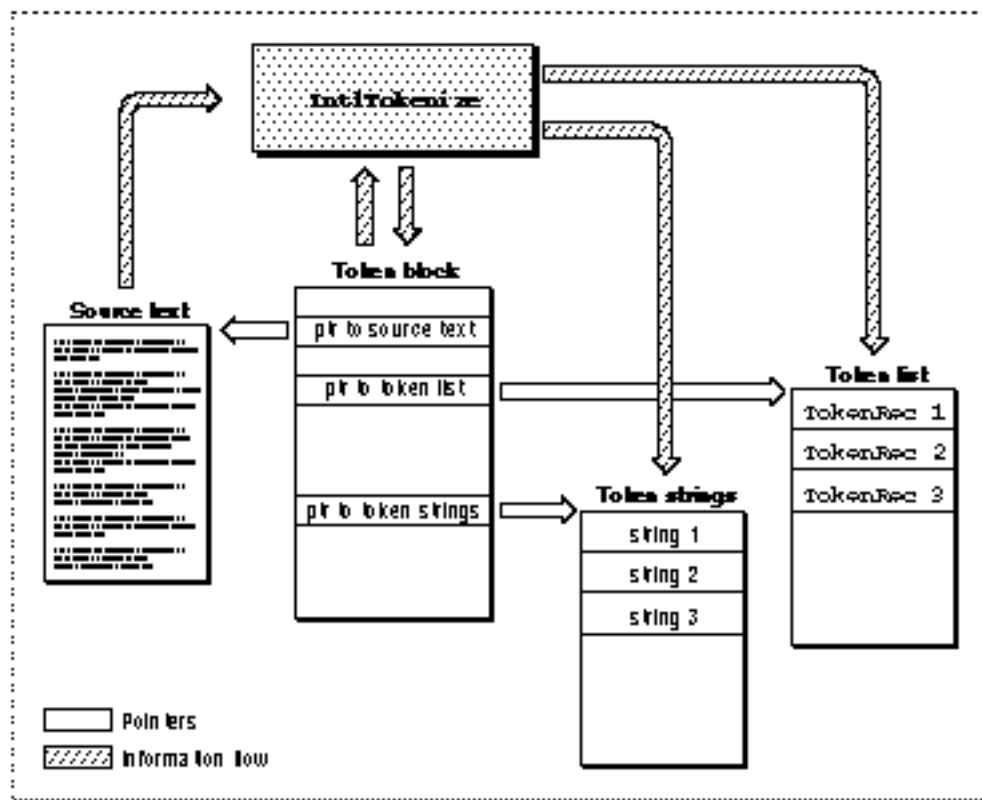 IntlTokenize
Token block
Source text
ptr to source text
ptr to token list
Token list
TokenRec 1
TokenRec 2
TokenRec 3
Token strings
ptr to token strings
string 1
string 2
string 3
Pointers
Information flow